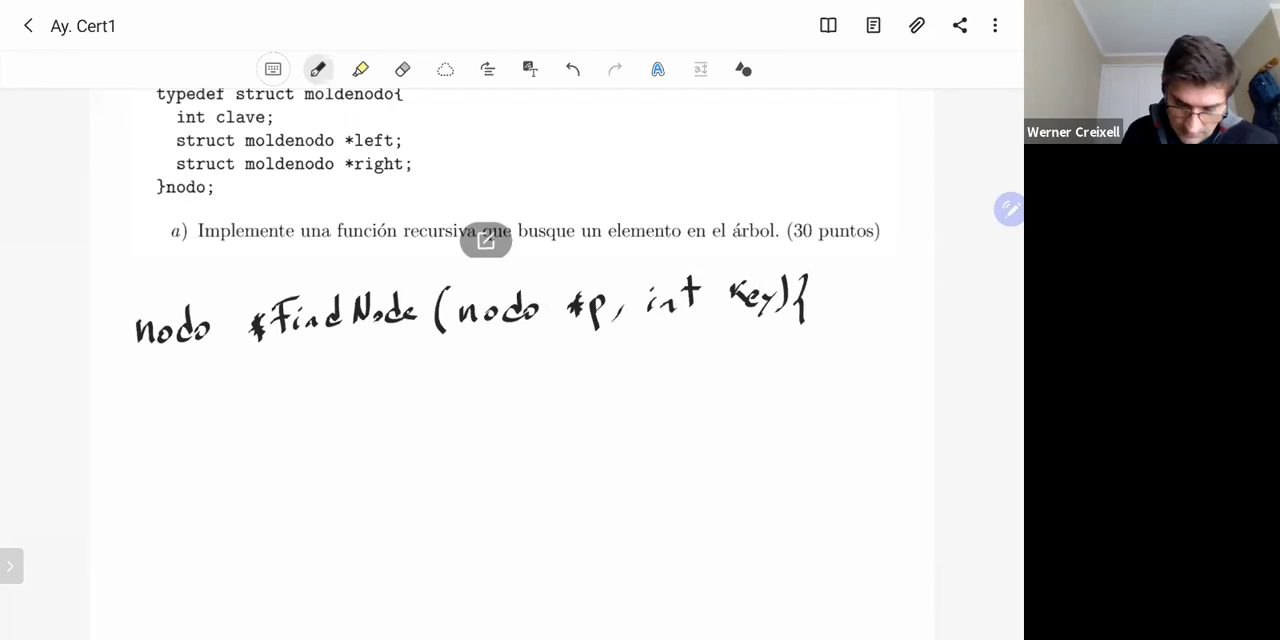 Ay. Cert1
typedef struct moldenodo{
int clave;
struct moldenodo *left;
struct moldenodo *right;
}nodo;
a) Implemente una función recursiva que busque un elemento en el árbol. (30 puntos)
nodo *FindNode (nodo *p, int key){
Werner Creixell